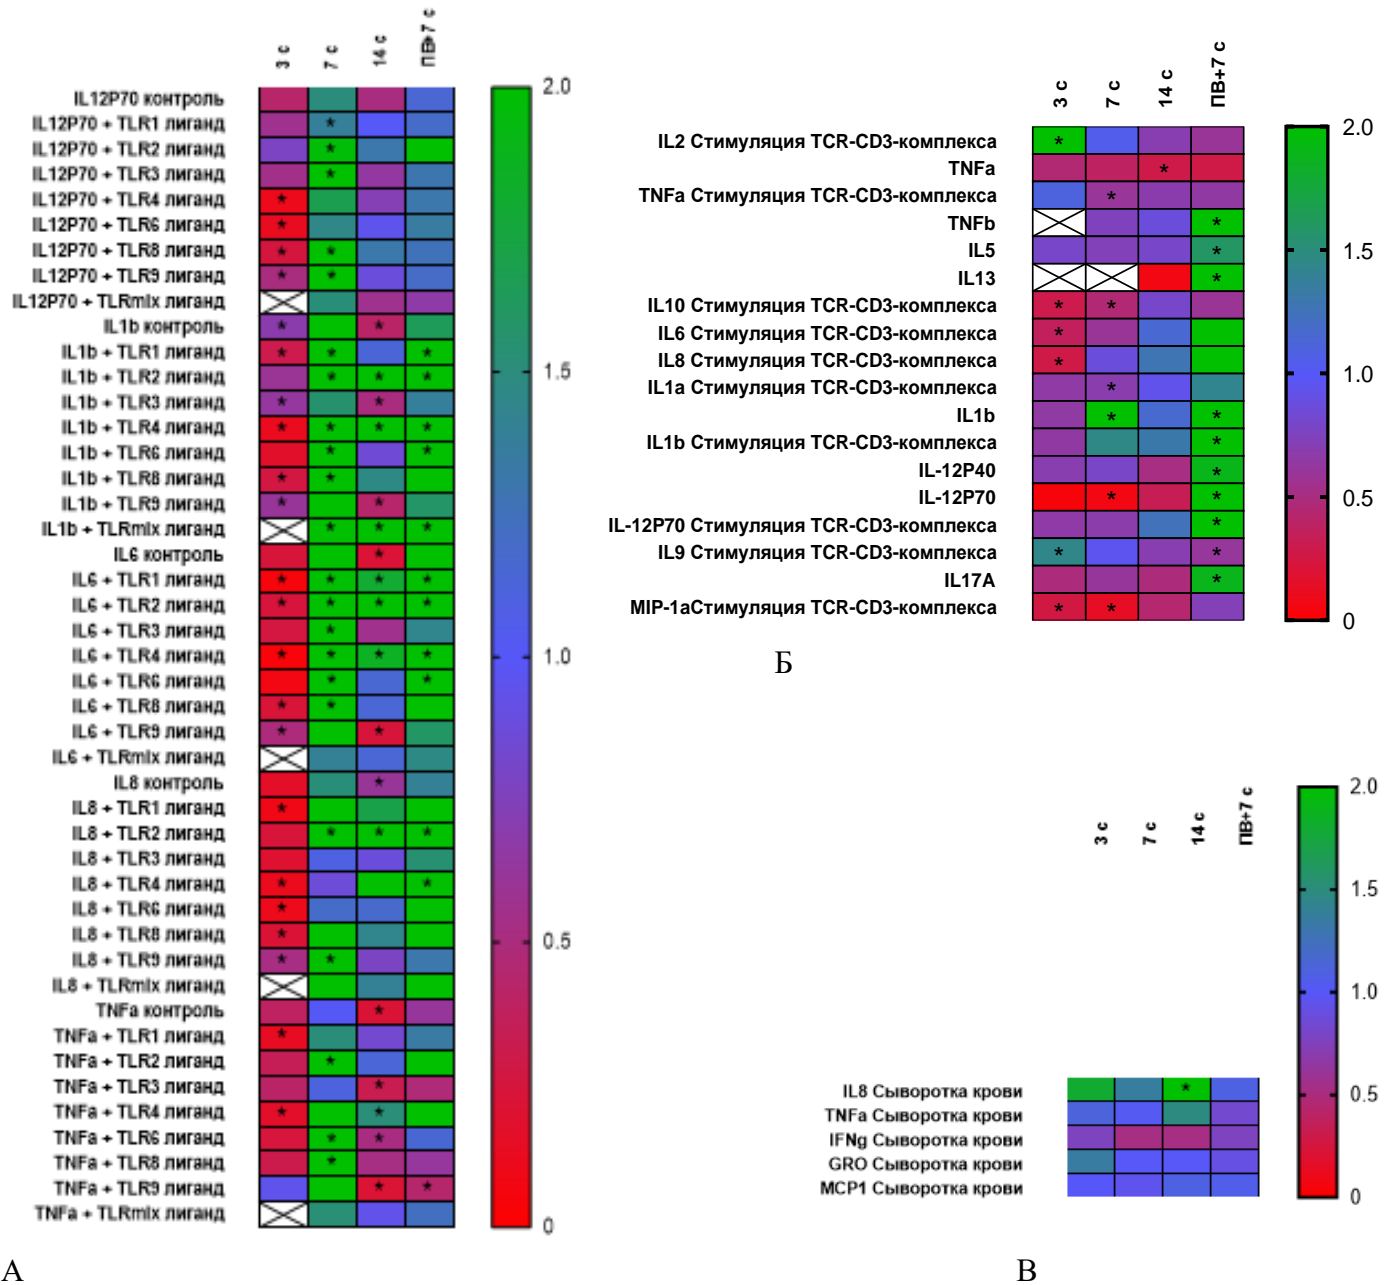 3 с
7 с
14 с
ПВ+7 с
IL12P70 контроль
IL12P70 + TLR1 лиганд
IL12P70 + TLR2 лиганд
IL12P70 + TLR3 лиганд
IL12P70 + TLR4 лиганд
IL12P70 + TLR6 лиганд
IL12P70 + TLR8 лиганд
IL12P70 + TLR9 лиганд
IL12P70 + TLRmix лиганд
IL1b контроль
IL1b + TLR1 лиганд
IL1b + TLR2 лиганд
IL1b + TLR3 лиганд
IL1b + TLR4 лиганд
IL1b + TLR6 лиганд
IL1b + TLR8 лиганд
IL1b + TLR9 лиганд
IL1b + TLRmix лиганд
IL6 контроль
IL6 + TLR1 лиганд
IL6 + TLR2 лиганд
IL6 + TLR3 лиганд
IL6 + TLR4 лиганд
IL6 + TLR6 лиганд
IL6 + TLR8 лиганд
IL6 + TLR9 лиганд
IL6 + TLRmix лиганд
IL8 контроль
IL8 + TLR1 лиганд
IL8 + TLR2 лиганд
IL8 + TLR3 лиганд
IL8 + TLR4 лиганд
IL8 + TLR6 лиганд
IL8 + TLR8 лиганд
IL8 + TLR9 лиганд
IL8 + TLRmix лиганд
TNFa контроль
TNFa + TLR1 лиганд
TNFa + TLR2 лиганд
TNFa + TLR3 лиганд
TNFa + TLR4 лиганд
TNFa + TLR6 лиганд
TNFa + TLR8 лиганд
TNFa + TLR9 лиганд
TNFa + TLRmix лиганд
2.0
1.5
1.0
0.5
0
А
3 с
7 с
14 с
ПВ+7 с
IL2 Стимуляция TCR-CD3-комплекса
TNFa
TNFa Стимуляция TCR-CD3-комплекса
TNFb
IL5
IL13
IL10 Стимуляция TCR-CD3-комплекса
IL6 Стимуляция TCR-CD3-комплекса
IL8 Стимуляция TCR-CD3-комплекса
IL1a Стимуляция TCR-CD3-комплекса
IL1b
IL1b Стимуляция TCR-CD3-комплекса
IL-12P40
IL-12P70
IL-12P70 Стимуляция TCR-CD3-комплекса
IL9 Стимуляция TCR-CD3-комплекса
IL17A
MIP-1aСтимуляция TCR-CD3-комплекса
2.0
1.5
1.0
0.5
0
Б
3 с
7 с
14 с
ПВ+7 с
IL8 Сыворотка крови
TNFa Сыворотка крови
IFNg Сыворотка крови
GRO Сыворотка крови
MCP1 Сыворотка крови
2.0
1.5
1.0
0.5
0
В